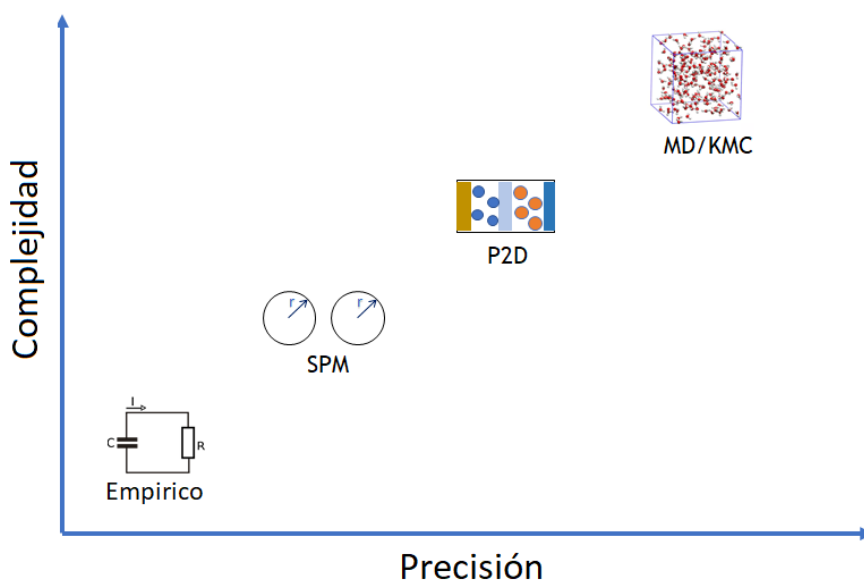 Complejidad
MD/KMC
P2D
r
r
SPM
I
C
R
Empirico
Precisión